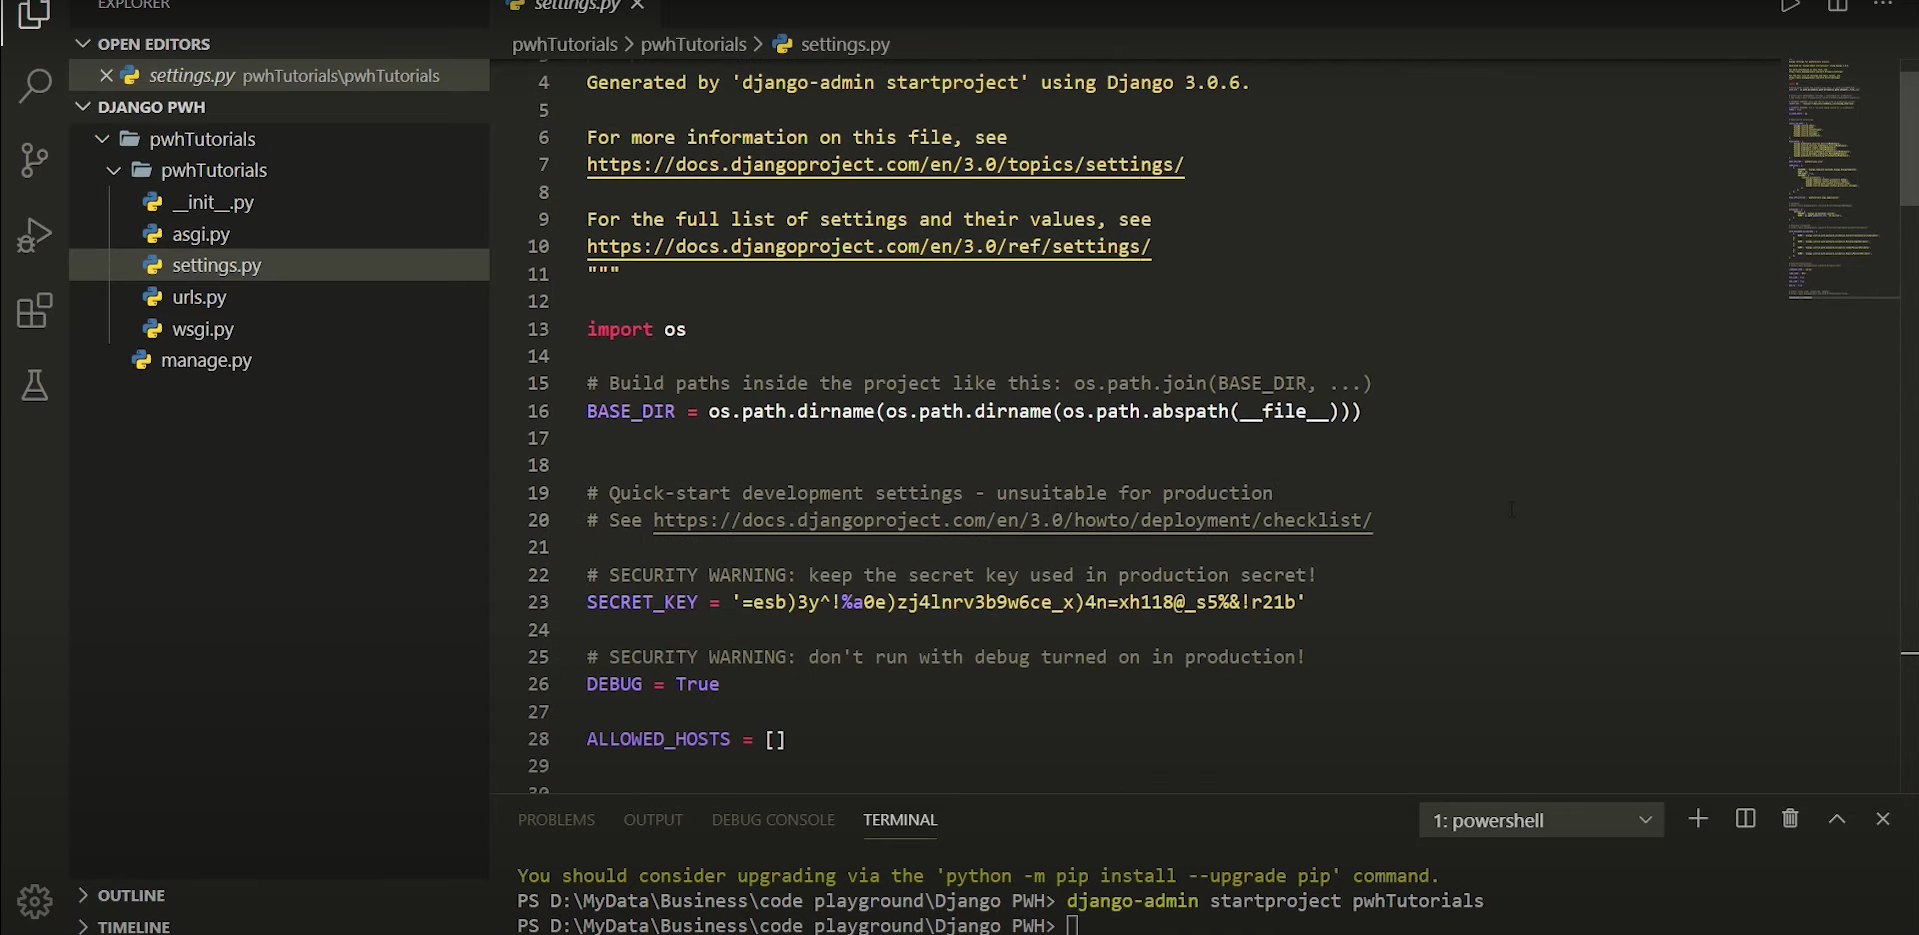 EXPLORER
OPEN EDITORS
settings.py pwhTutorials\pwhTutorials
DJANGO PWH
pwhTutorials
pwhTutorials
__init__.py
asgi.py
settings.py
urls.py
wsgi.py
manage.py
OUTLINE
TIMELINE
settings.py
pwhTutorials > pwhTutorials > settings.py
4 Generated by 'django-admin startproject' using Django 3.0.6.
5
6 For more information on this file, see
7 https://docs.djangoproject.com/en/3.0/topics/settings/
8
9 For the full list of settings and their values, see
10 https://docs.djangoproject.com/en/3.0/ref/settings/
11 """
12
13 import os
14
15 # Build paths inside the project like this: os.path.join(BASE_DIR, ...)
16 BASE_DIR = os.path.dirname(os.path.dirname(os.path.abspath(__file__)))
17
18
19 # Quick-start development settings - unsuitable for production
20 # See https://docs.djangoproject.com/en/3.0/howto/deployment/checklist/
21
22 # SECURITY WARNING: keep the secret key used in production secret!
23 SECRET_KEY = '=esb)3y^!%a0e)zj4lnrv3b9w6ce_x)4n=xh118@_s5%&!r21b'
24
25 # SECURITY WARNING: don't run with debug turned on in production!
26 DEBUG = True
27
28 ALLOWED_HOSTS = []
29
30
PROBLEMS OUTPUT DEBUG CONSOLE TERMINAL 1: powershell
You should consider upgrading via the 'python -m pip install --upgrade pip' command.
PS D:\MyData\Business\code playground\Django PWH> django-admin startproject pwhTutorials
PS D:\MyData\Business\code playground\Django PWH>